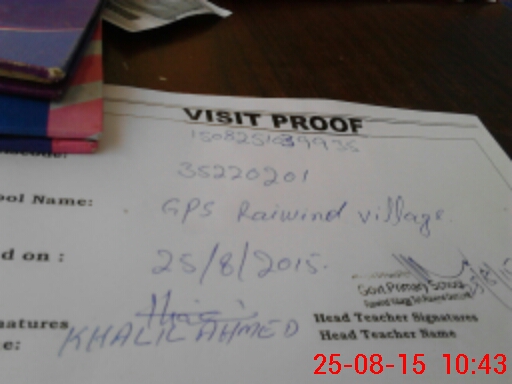 VISIT PROOF
35220201
ool Name: GPS Raiwind village.
d on : 25/8/2015.
Govt Primary School
Head Teacher Signatures
natures
Head Teacher Name
e: KHALIL AHMED
25-08-15 10:43